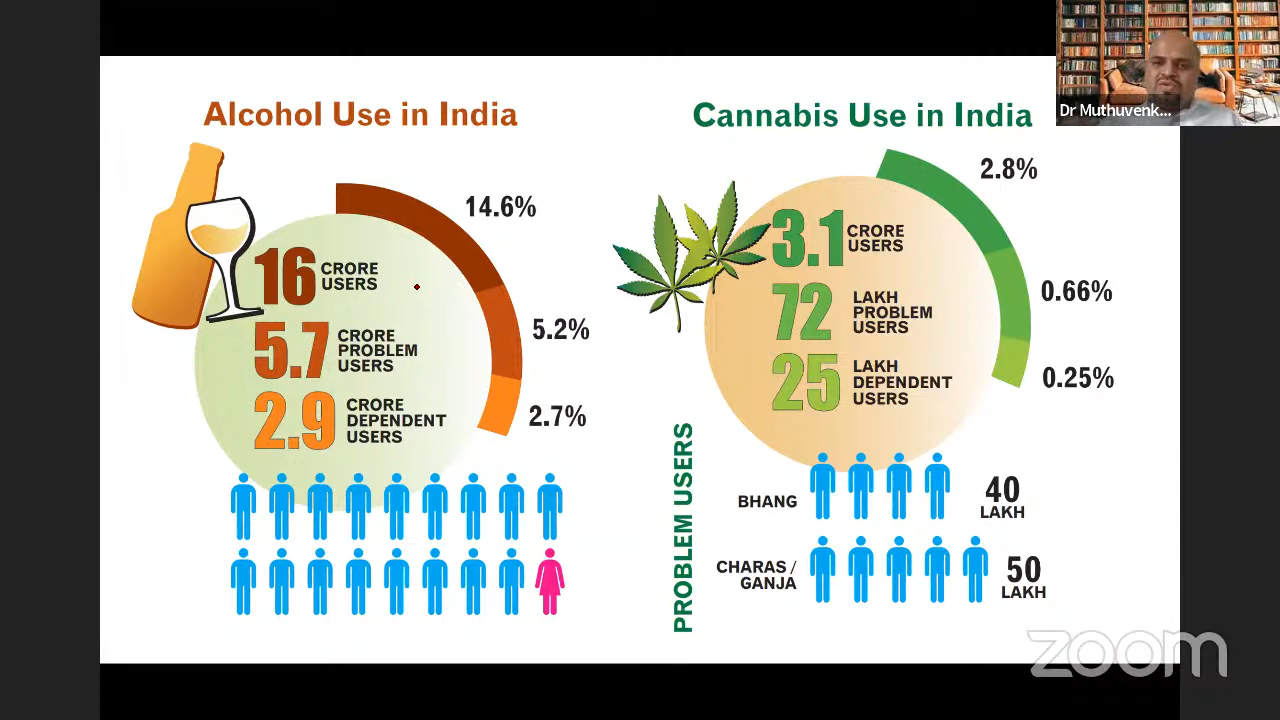 Dr Muthuvenk...
Alcohol Use in India
14.6%
16
CRORE
USERS
5.2%
5.7
CRORE
PROBLEM
USERS
2.7%
2.9
CRORE
DEPENDENT
USERS
Cannabis Use in India
2.8%
3.1
CRORE
USERS
0.66%
72
LAKH
PROBLEM
USERS
0.25%
25
LAKH
DEPENDENT
USERS
PROBLEM USERS
BHANG
40
LAKH
CHARAS /
GANJA
50
LAKH
zoom